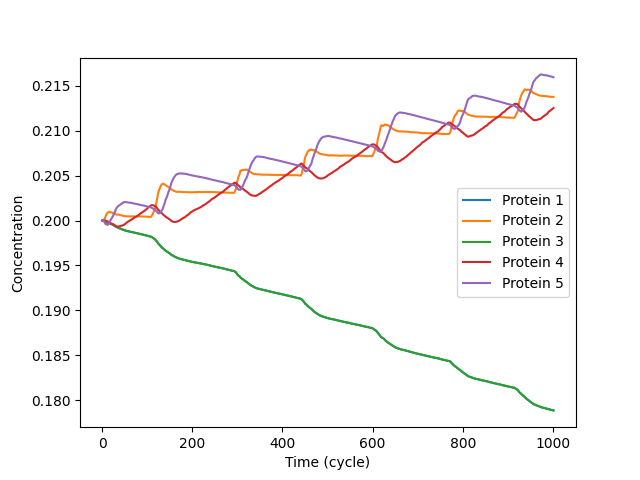 0.215
0.210
0.205
0.200
0.195
0.190
0.185
0.180
Concentration
Protein 1
Protein 2
Protein 3
Protein 4
Protein 5
0 200 400 600 800 1000
Time (cycle)